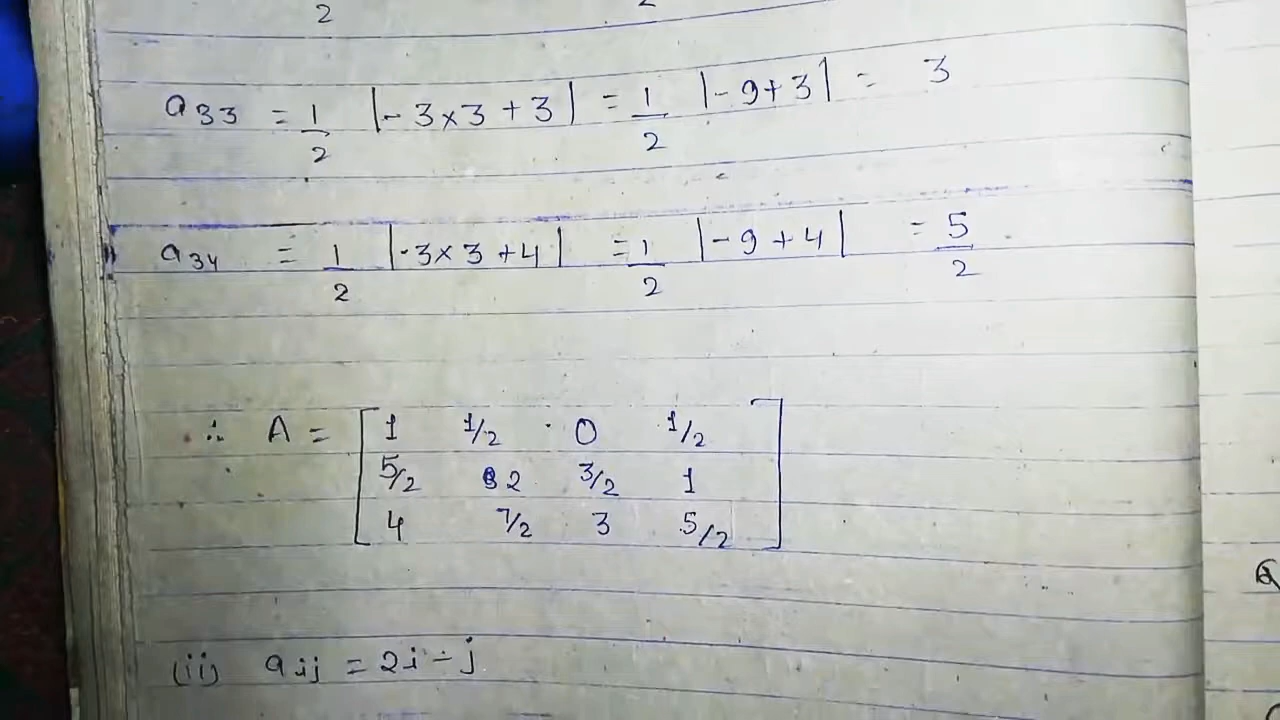 2 2
a33 = 1/2 |-3×3+3| = 1/2 |-9+3| = 3
a34 = 1/2 |-3×3+4| = 1/2 |-9+4| = 5/2
∴ A = [ 1 1/2 0 1/2
5/2 2 3/2 1
4 7/2 3 5/2 ]
(ii) aij = 2i - j